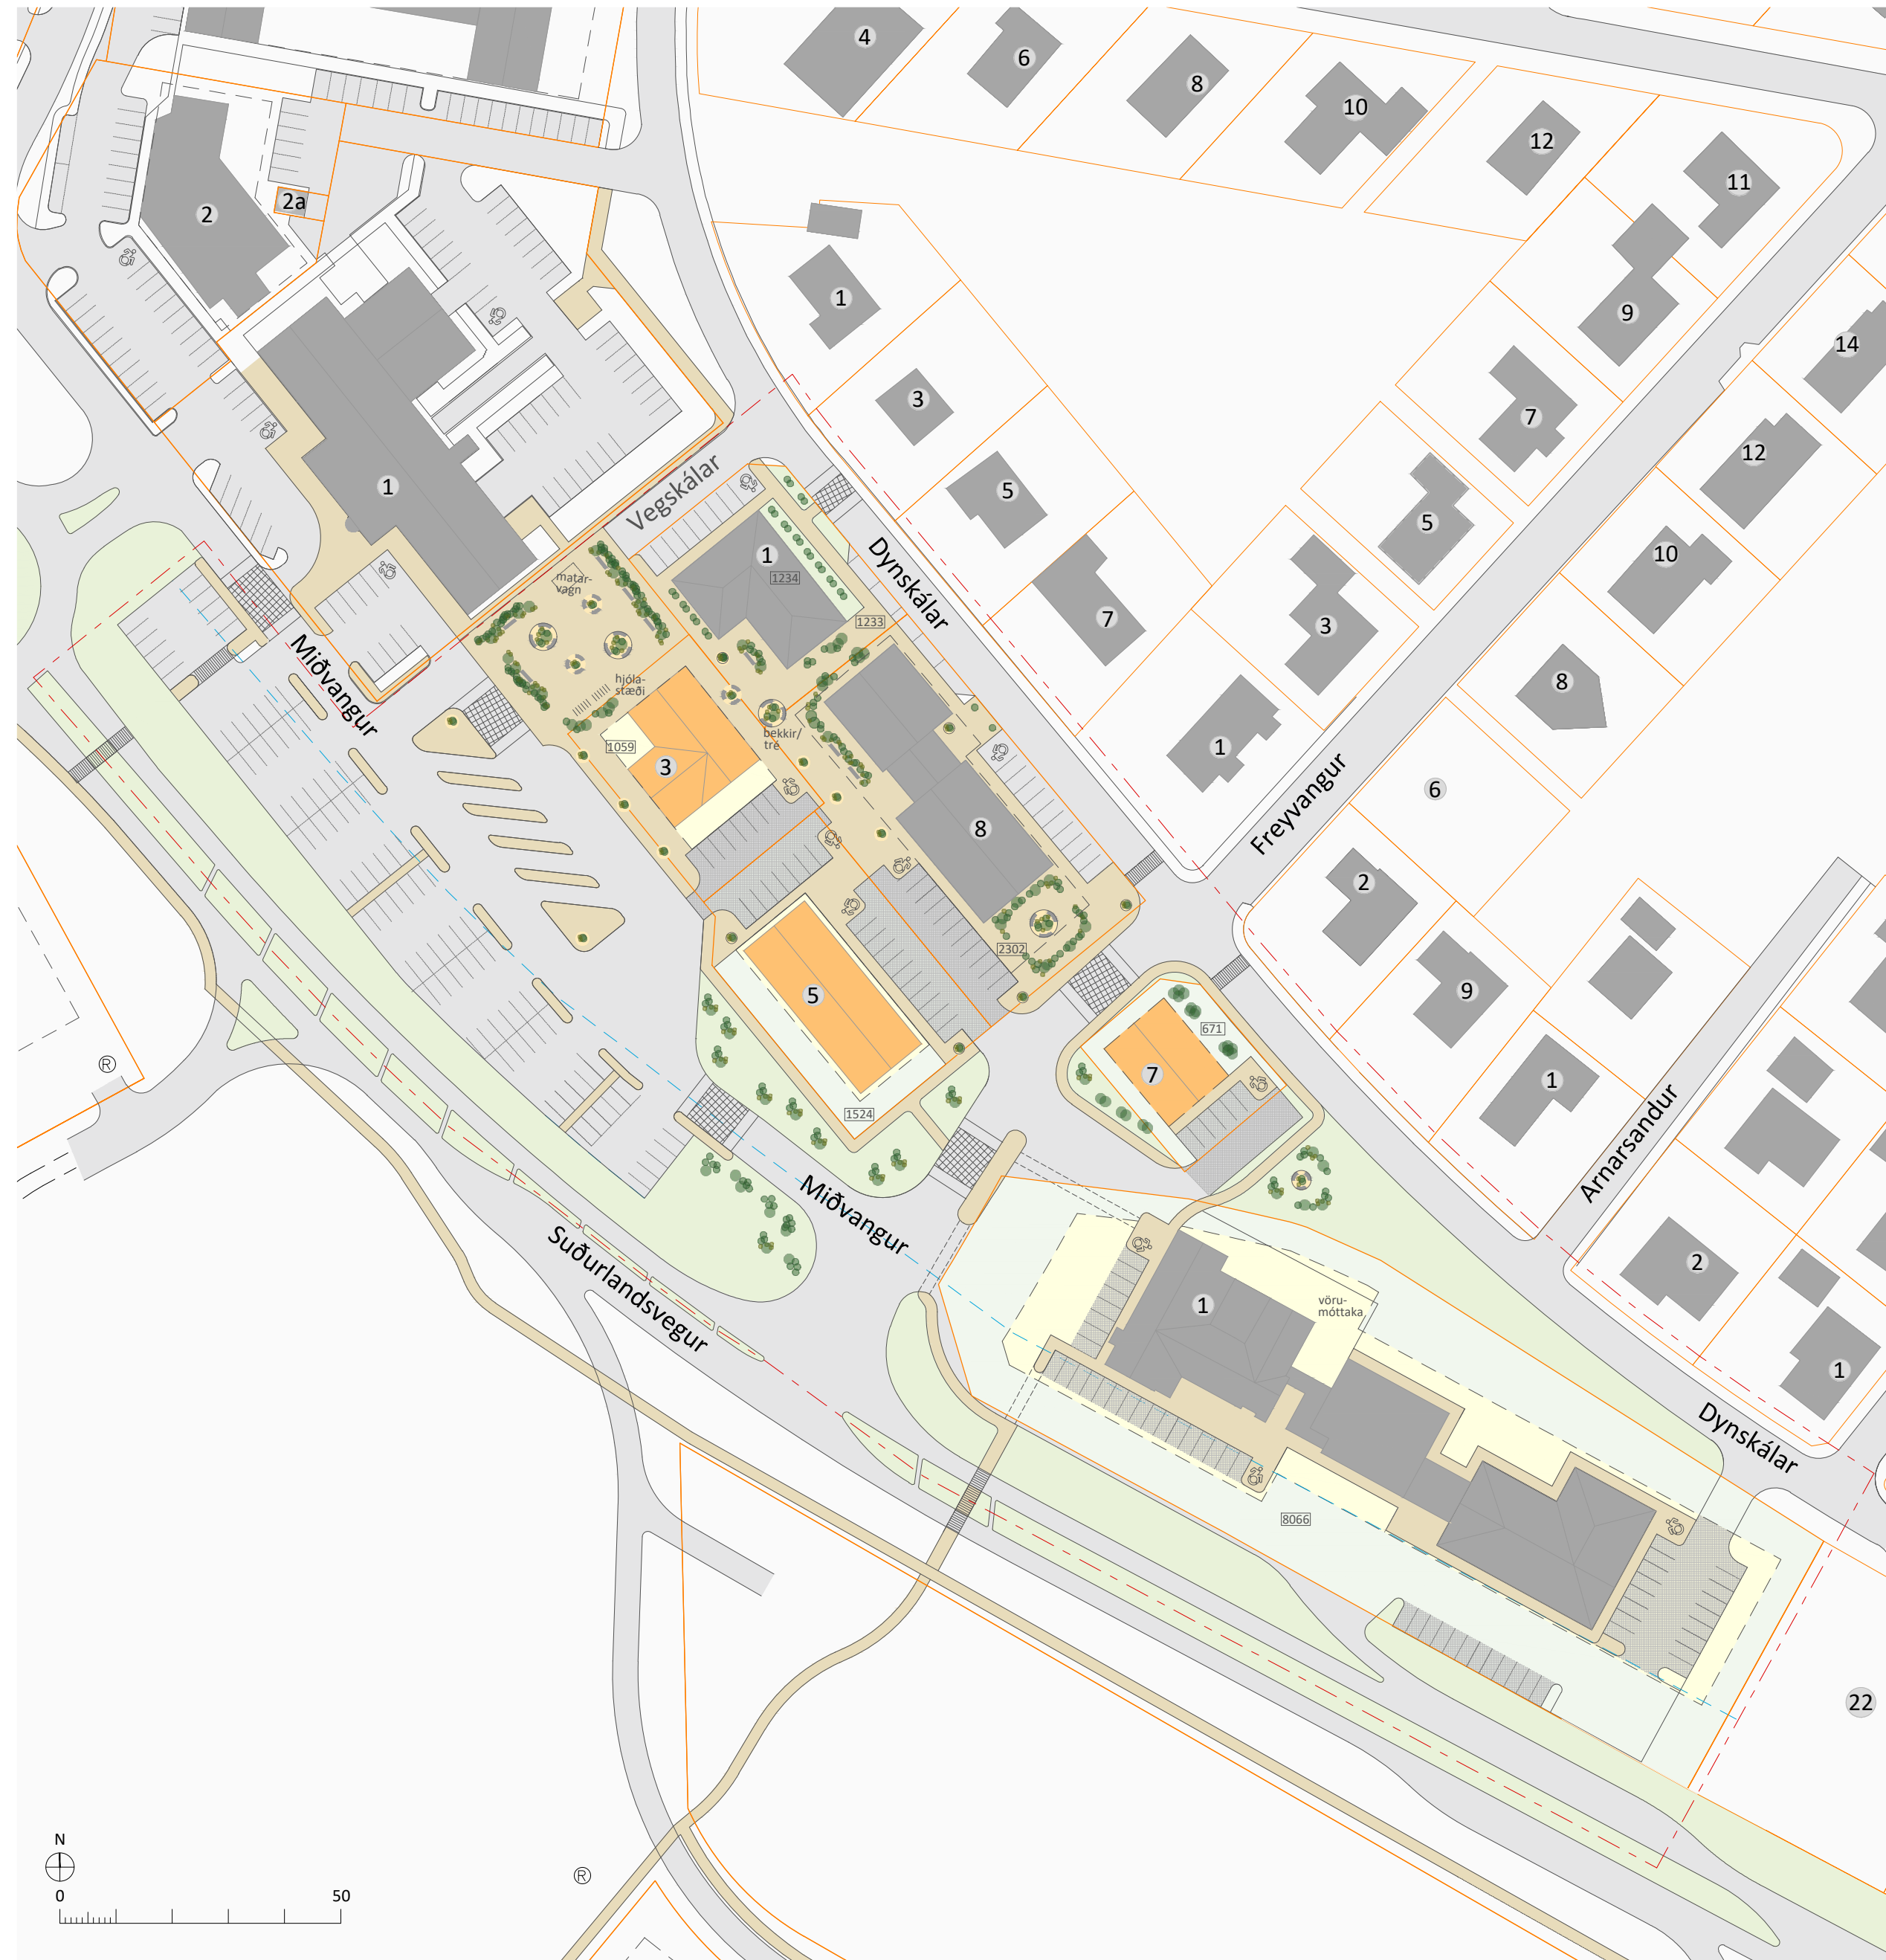 4
6
8
10
12
11
2
2a
1
9
14
3
7
12
5
5
1
Vegskálar
1
1234
Dynskálar
10
matar-
vagn
1233
7
3
Miðvangur
hjóla-
stæði
8
bekkir/
tré
1059
3
1
6
Freyvangur
8
2
2302
5
9
671
7
1
® 
1524
Arnarsandur
Miðvangur
Suðurlandsvegur
2
1
vöru-
móttaka
1
Dynskálar
8066
22
N
®
0
50